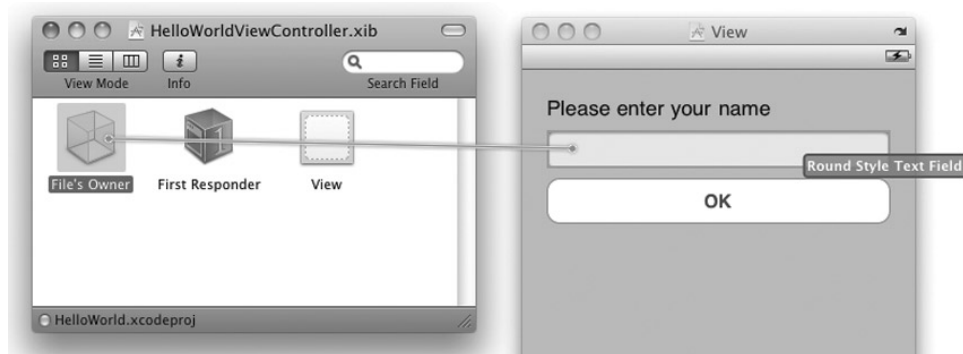 HelloWorldViewController.xib
View Mode
Info
Search Field
File's Owner
First Responder
View
HelloWorld.xcodeproj
View
Please enter your name
Round Style Text Field
OK